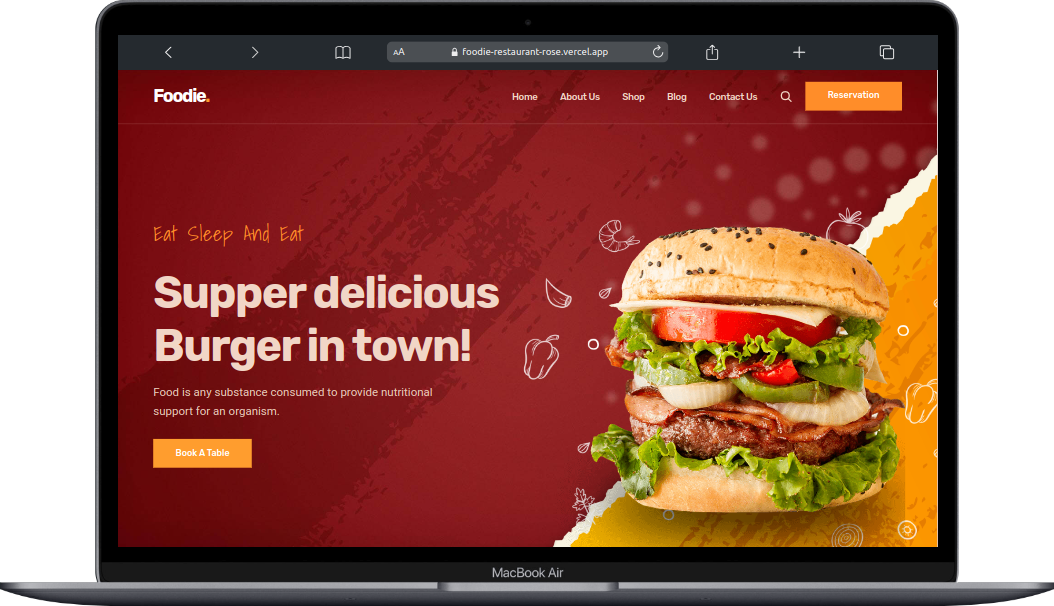 AA foodie-restaurant-rose.vercel.app
Foodie. Home About Us Shop Blog Contact Us Reservation
Eat Sleep And Eat
Supper delicious
Burger in town!
Food is any substance consumed to provide nutritional
support for an organism.
Book A Table
MacBook Air